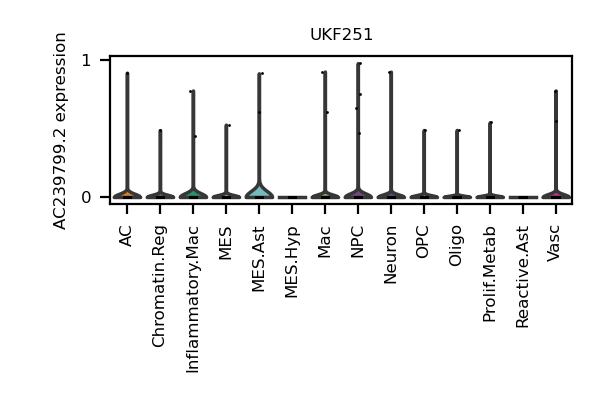 UKF251
AC239799.2 expression
1
0
AC
Chromatin.Reg
Inflammatory.Mac
MES
MES.Ast
MES.Hyp
Mac
NPC
Neuron
OPC
Oligo
Prolif.Metab
Reactive.Ast
Vasc